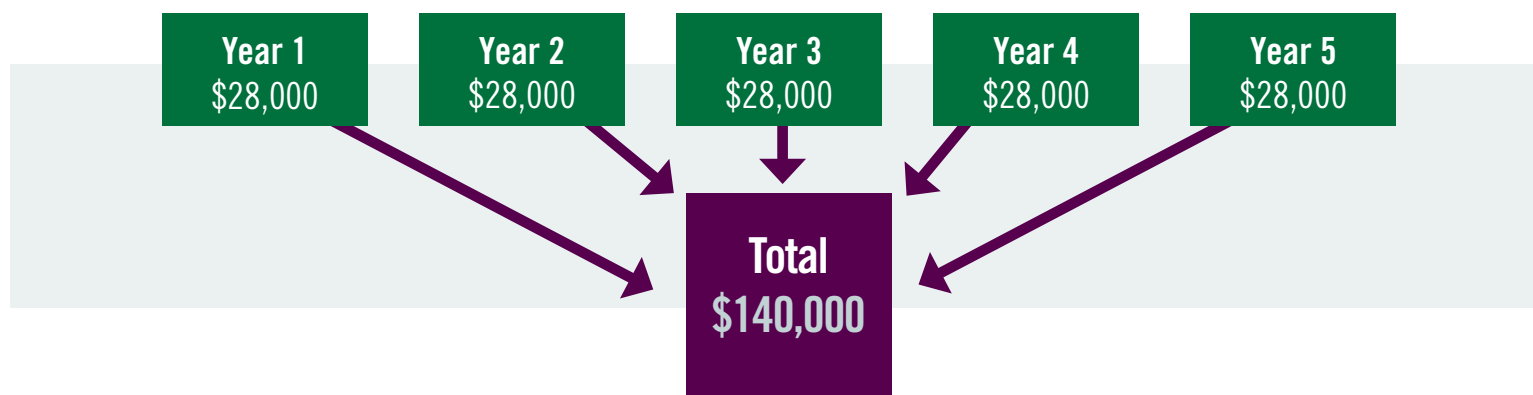 Year 1
$28,000
Year 2
$28,000
Year 3
$28,000
Year 4
$28,000
Year 5
$28,000
Total
$140,000